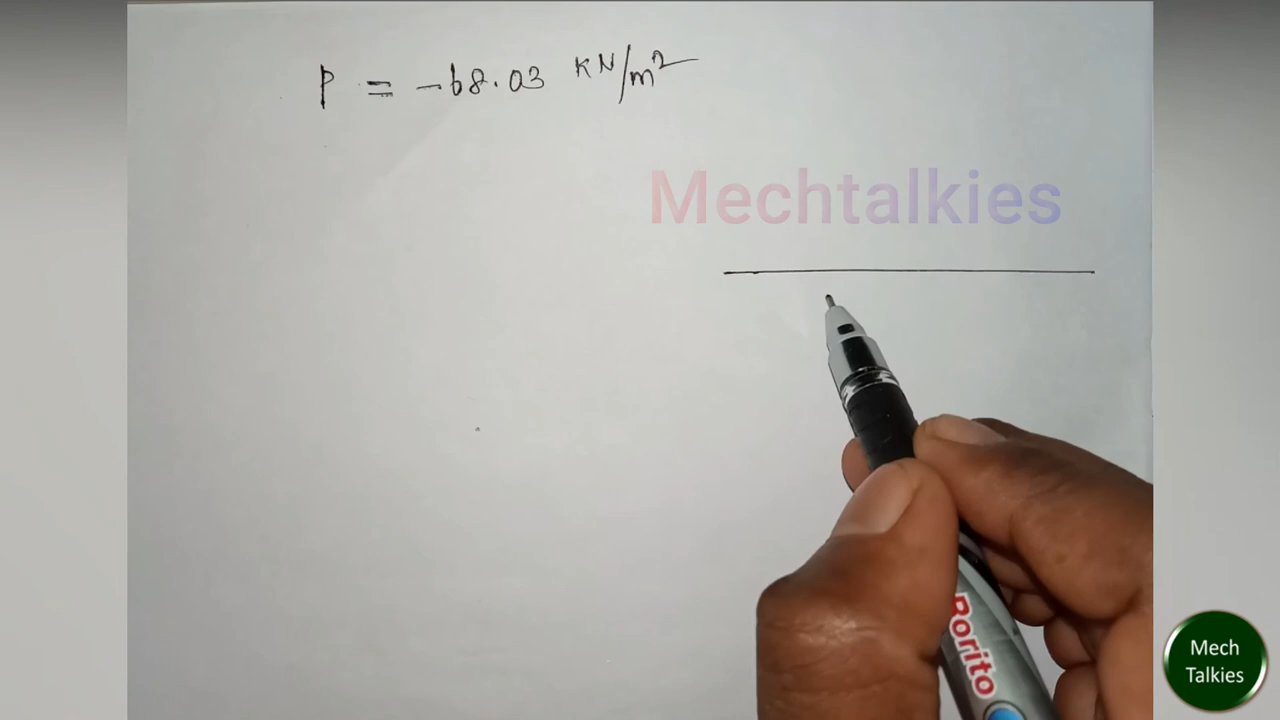 P = -68.03 KN/m²
Mechtalkies
Rorito
Mech
Talkies